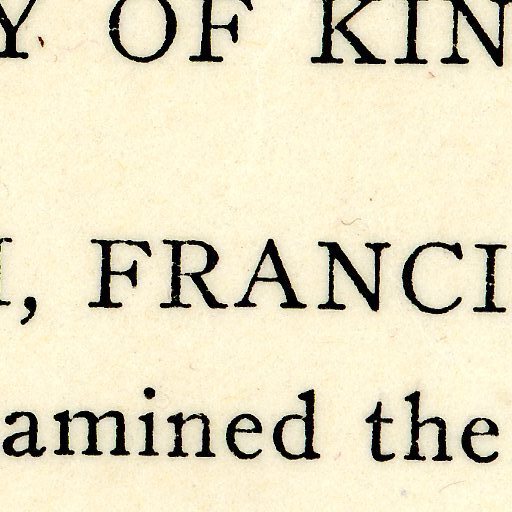 Y OF KIN
, FRANCI
amined the